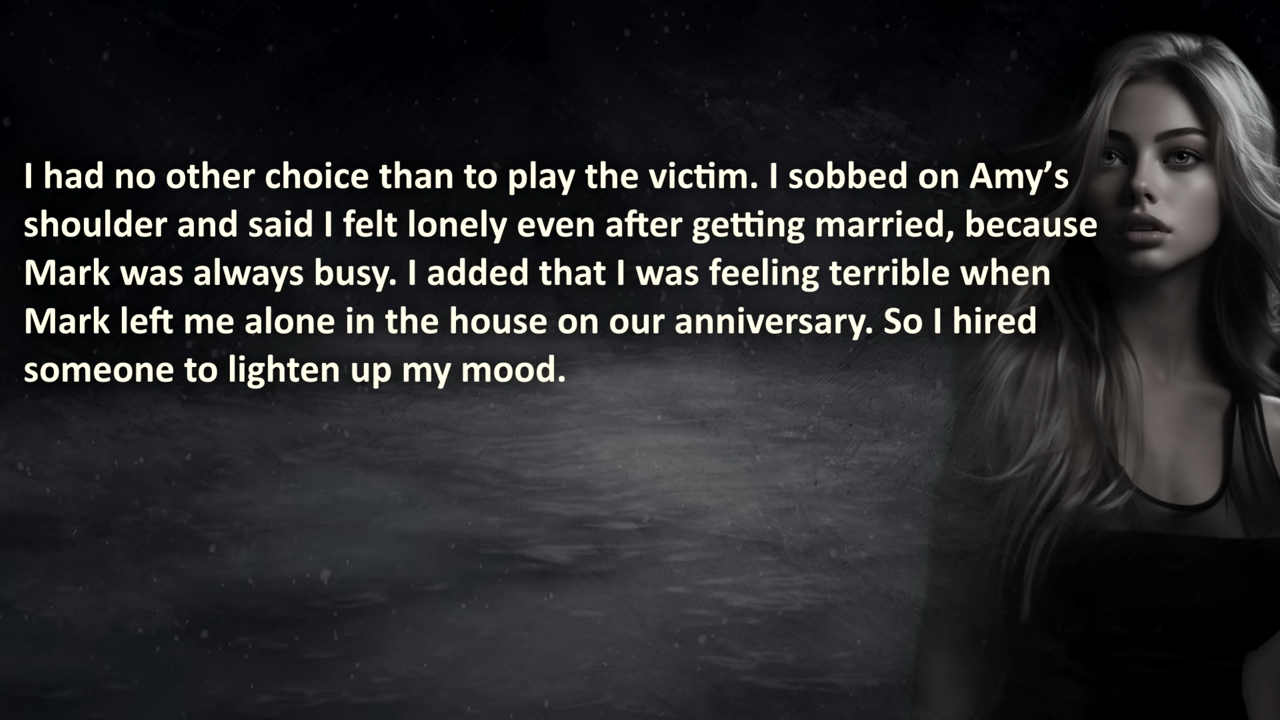 I had no other choice than to play the victim. I sobbed on Amy’s
shoulder and said I felt lonely even after getting married, because
Mark was always busy. I added that I was feeling terrible when
Mark left me alone in the house on our anniversary. So I hired
someone to lighten up my mood.